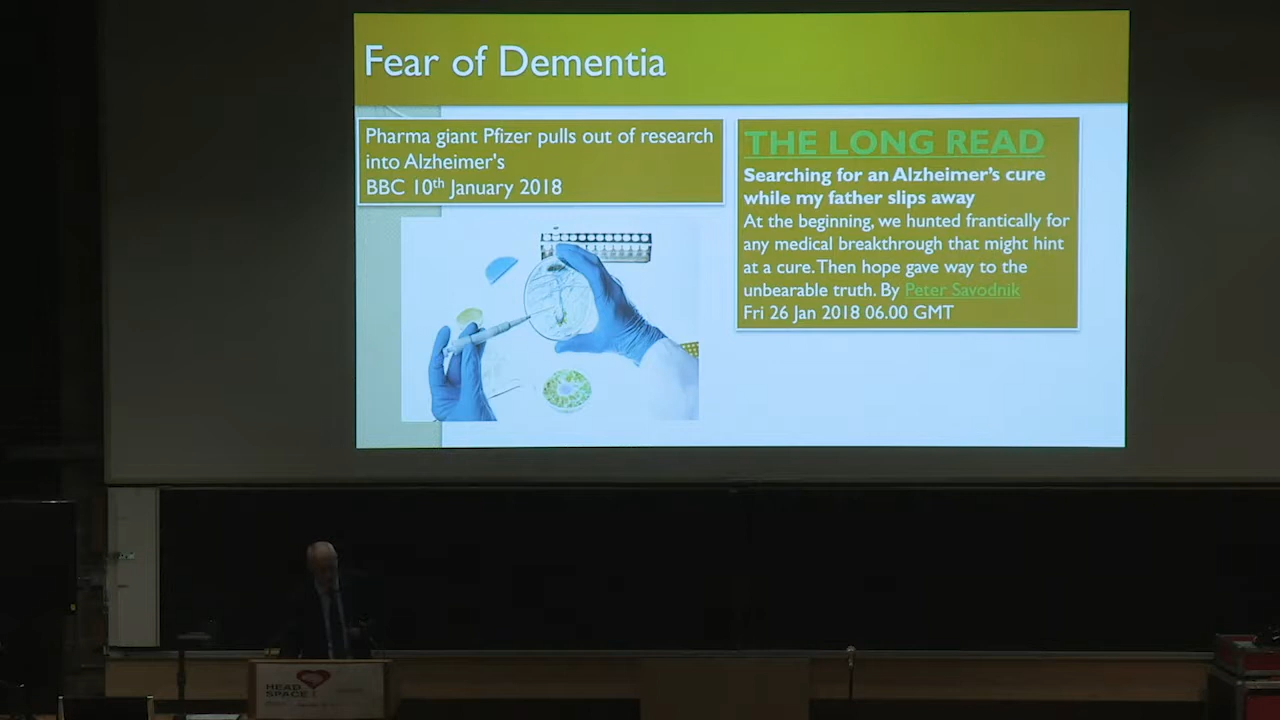 Fear of Dementia
Pharma giant Pfizer pulls out of research
into Alzheimer's
BBC 10th January 2018
THE LONG READ
Searching for an Alzheimer's cure
while my father slips away
At the beginning, we hunted frantically for
any medical breakthrough that might hint
at a cure. Then hope gave way to the
unbearable truth. By Peter Savodnik
Fri 26 Jan 2018 06.00 GMT
HEAD
SPACE